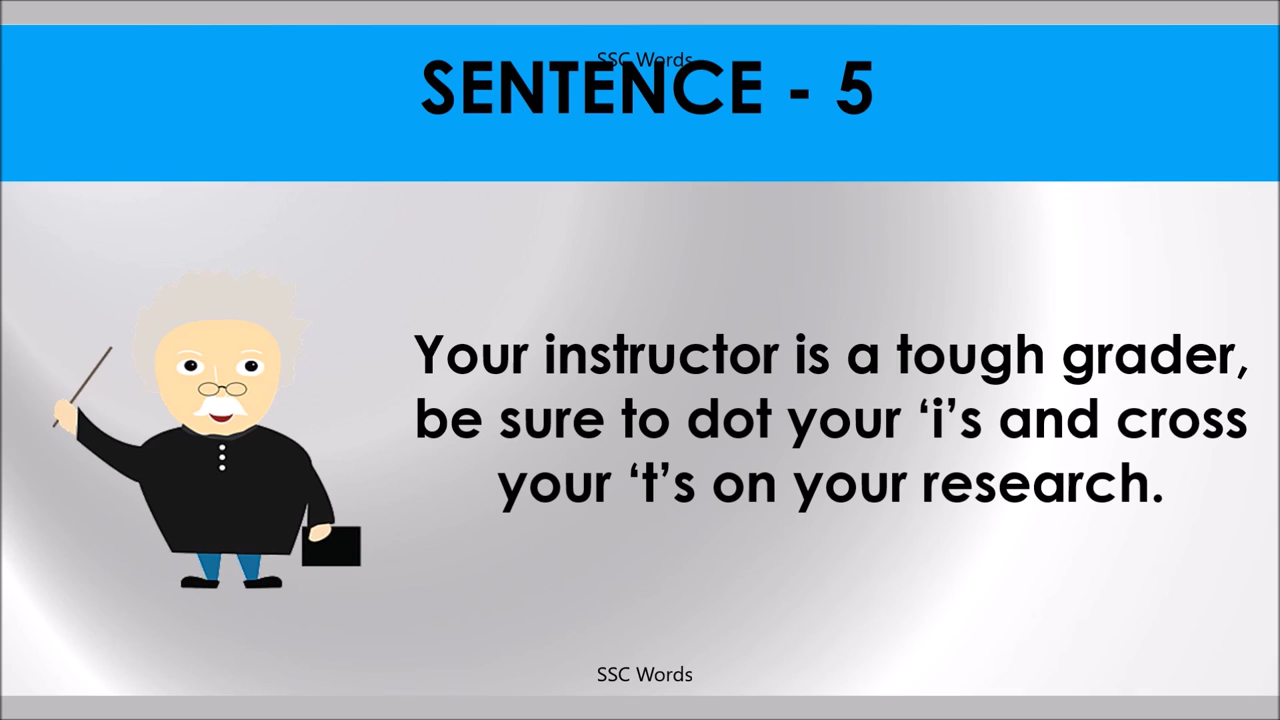 SSC Words
SENTENCE - 5
Your instructor is a tough grader,
be sure to dot your ‘i’s and cross
your ‘t’s on your research.
SSC Words